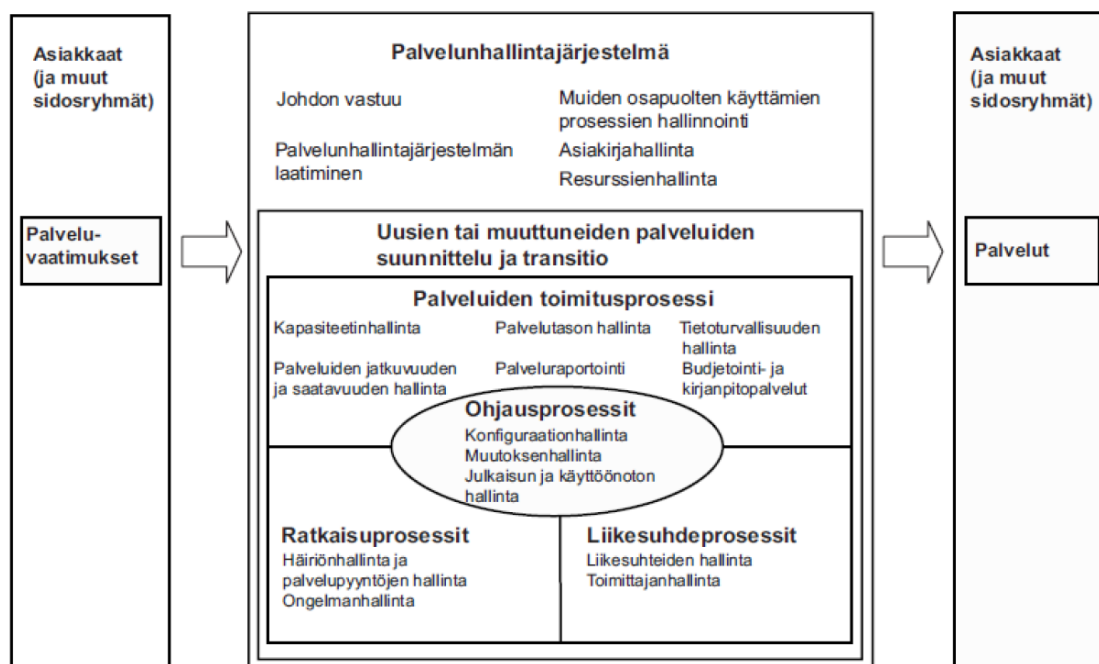 Asiakkaat
(ja muut
sidosryhmät)
Palvelu-
vaatimukset
Palvelunhallintajärjestelmä
Johdon vastuu
Palvelunhallintajärjestelmän
laatiminen
Muiden osapuolten käyttämien
prosessien hallinnointi
Asiakirjahallinta
Resurssienhallinta
Uusien tai muuttuneiden palveluiden
suunnittelu ja transitio
Palveluiden toimitusprosessi
Kapasiteetinhallinta
Palveluiden jatkuvuuden
ja saatavuuden hallinta
Palvelutason hallinta
Palveluraportointi
Tietoturvallisuuden
hallinta
Budjetointi- ja
kirjanpitopalvelut
Ohjausprosessit
Konfiguraationhallinta
Muutoksenhallinta
Julkaisun ja käyttöönoton
hallinta
Ratkaisuprosessit
Häiriönhallinta ja
palvelupyyntöjen hallinta
Ongelmanhallinta
Liikesuhdeprosessit
Liikesuhteiden hallinta
Toimittajanhallinta
Asiakkaat
(ja muut
sidosryhmät)
Palvelut